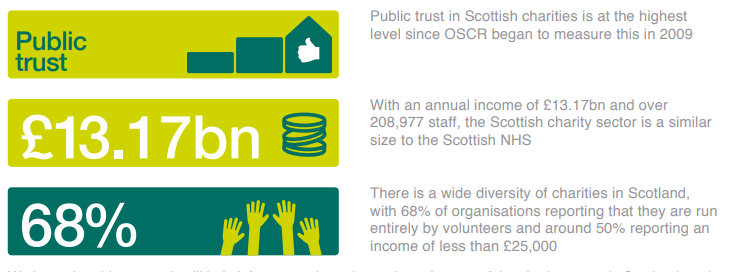 Public
trust
Public trust in Scottish charities is at the highest
level since OSCR began to measure this in 2009
£13.17bn
With an annual income of £13.17bn and over
208,977 staff, the Scottish charity sector is a similar
size to the Scottish NHS
68%
There is a wide diversity of charities in Scotland,
with 68% of organisations reporting that they are run
entirely by volunteers and around 50% reporting an
income of less than £25,000